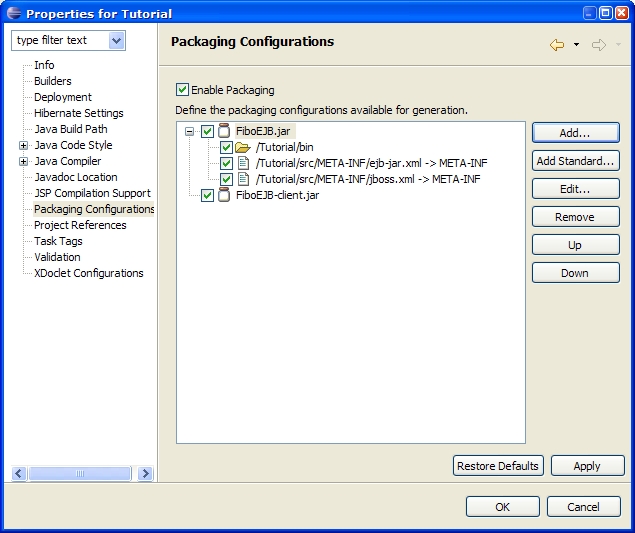 Properties for Tutorial
type filter text
Info
Builders
Deployment
Hibernate Settings
Java Build Path
Java Code Style
Java Compiler
Javadoc Location
JSP Compilation Support
Packaging Configurations
Project References
Task Tags
Validation
XDoclet Configurations
Packaging Configurations
Enable Packaging
Define the packaging configurations available for generation.
FiboEJB.jar
/Tutorial/bin
/Tutorial/src/META-INF/ejb-jar.xml -> META-INF
/Tutorial/src/META-INF/jboss.xml -> META-INF
FiboEJB-client.jar
Add...
Add Standard...
Edit...
Remove
Up
Down
Restore Defaults Apply
OK Cancel